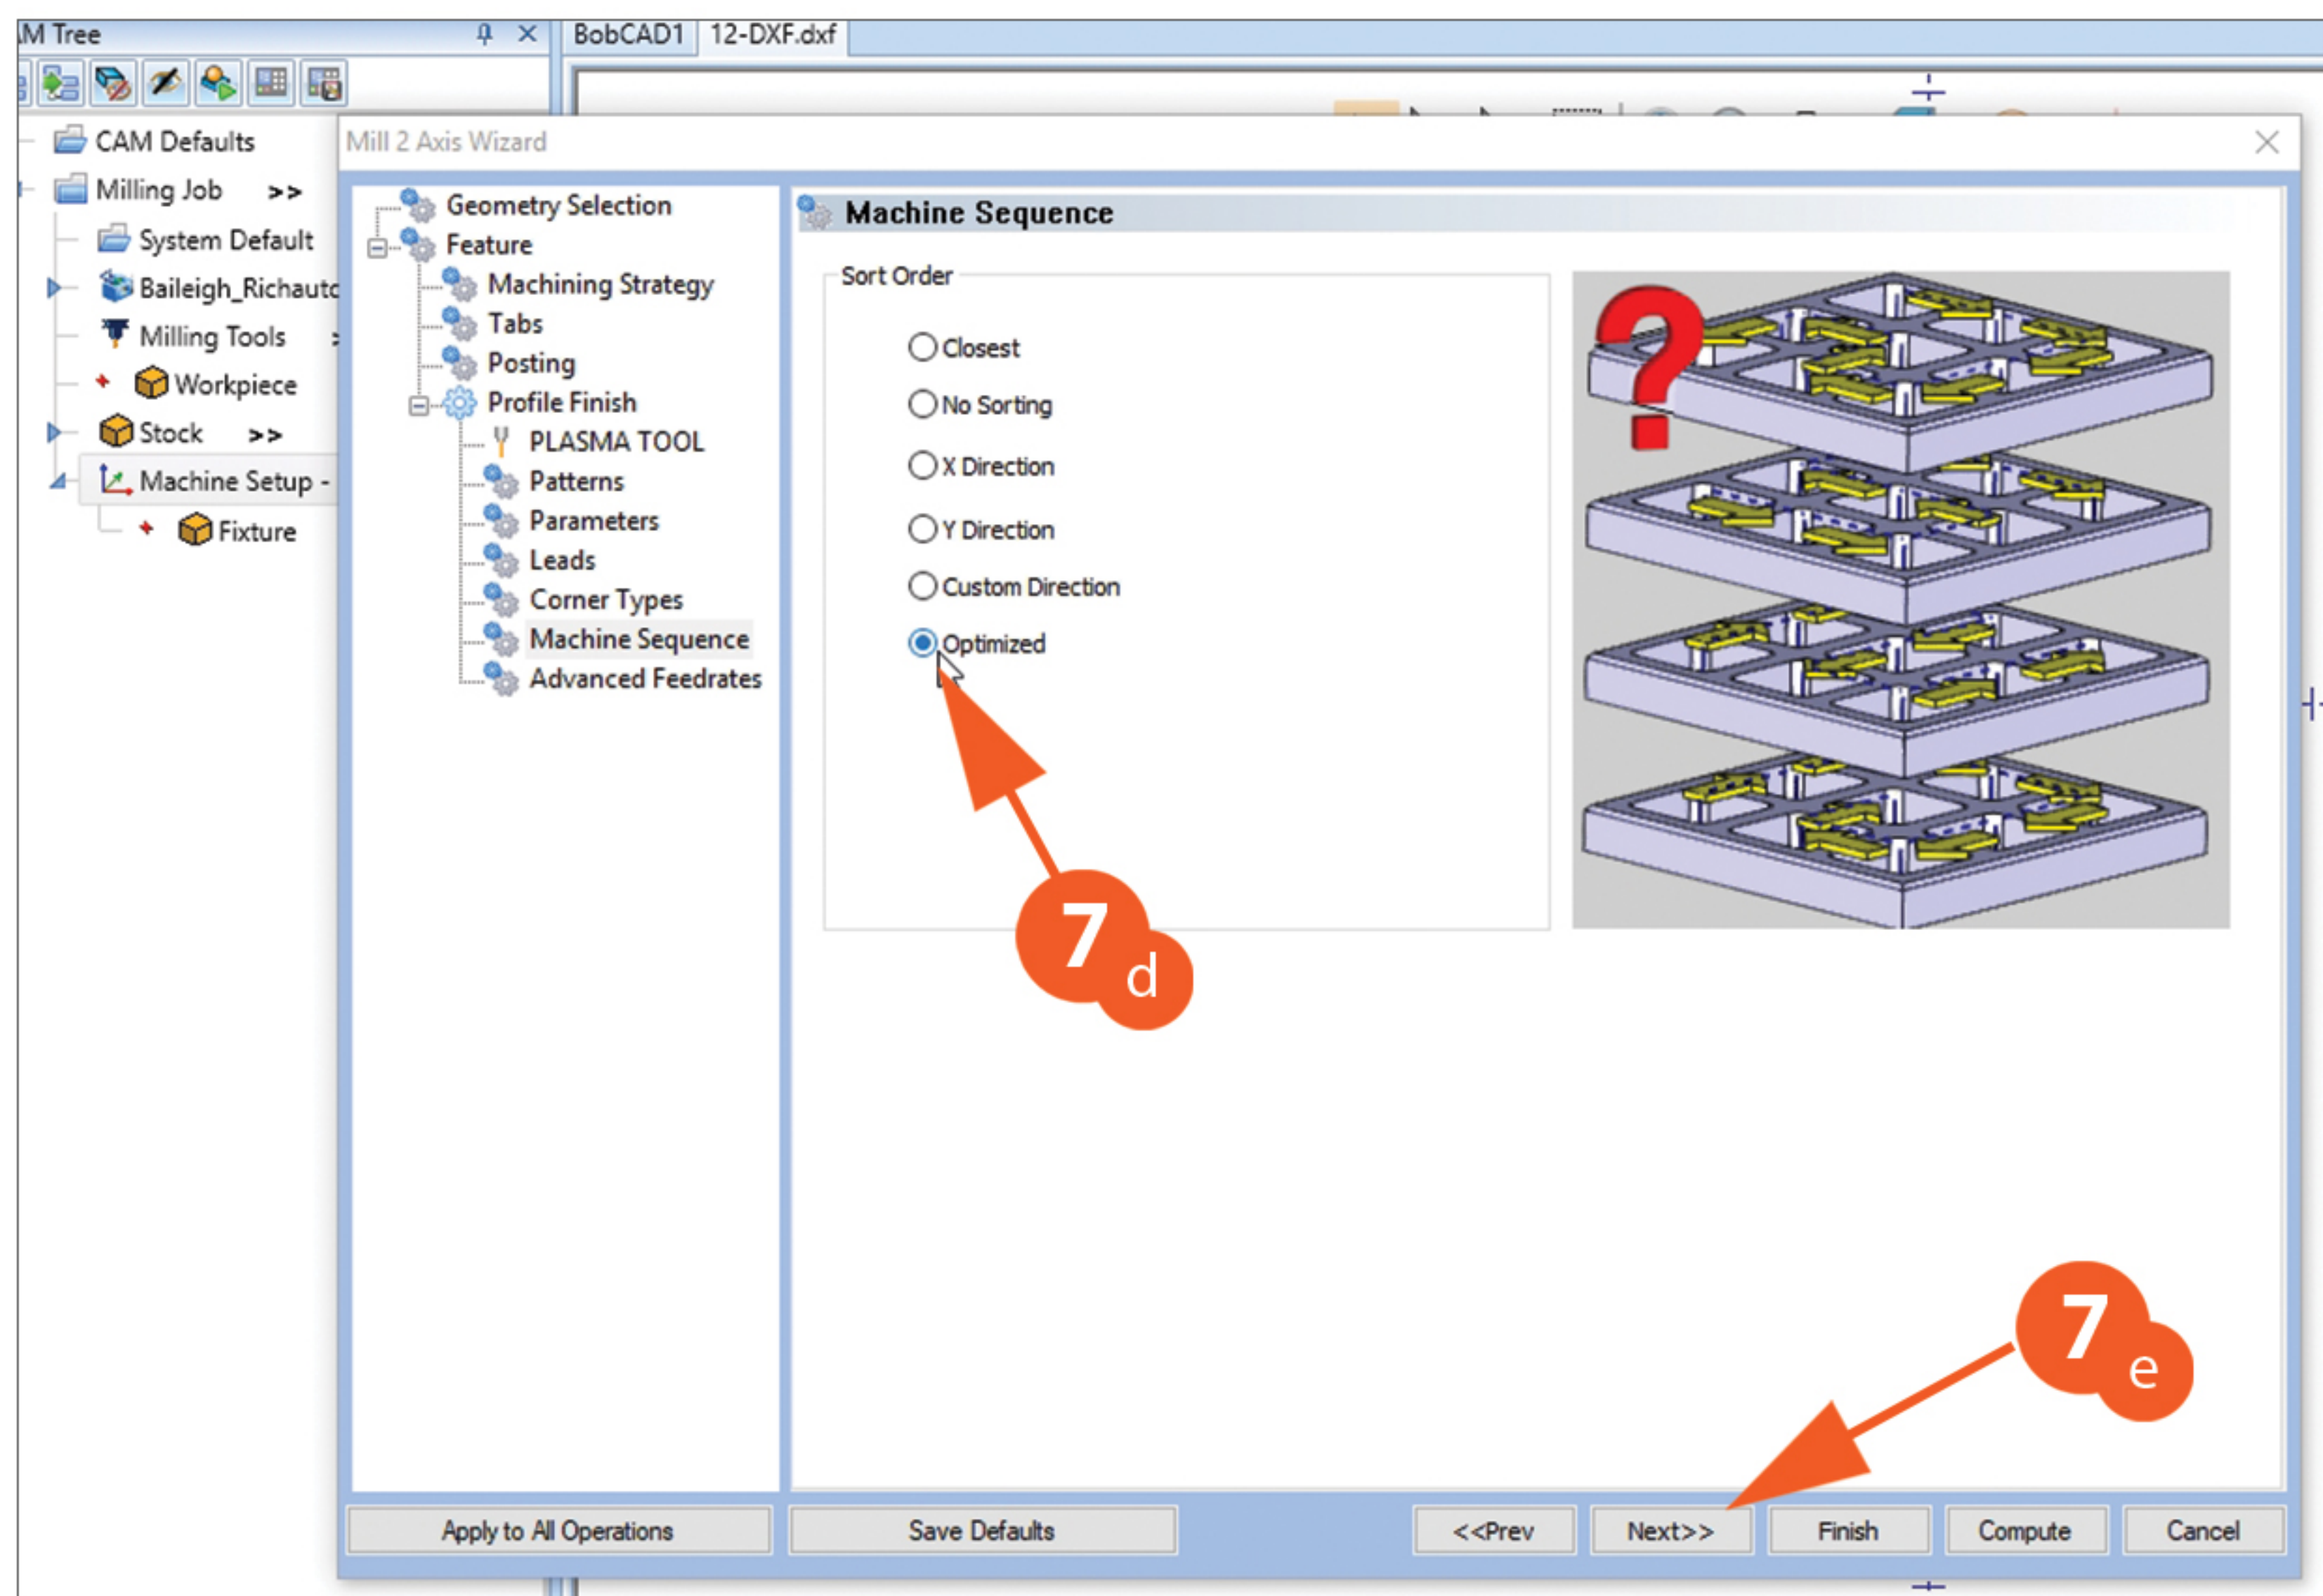 M Tree
BobCAD1
12-DXF.dxf
CAM Defaults
Milling Job >>
System Default
Baileigh_Richauto
Milling Tools
Workpiece
Stock >>
Machine Setup -
Fixture
Mill 2 Axis Wizard
Geometry Selection
Feature
Machining Strategy
Tabs
Posting
Profile Finish
PLASMA TOOL
Patterns
Parameters
Leads
Corner Types
Machine Sequence
Advanced Feedrates
Machine Sequence
Sort Order
Closest
No Sorting
X Direction
Y Direction
Custom Direction
Optimized
?
7 d
7 e
Apply to All Operations
Save Defaults
<<Prev
Next>>
Finish
Compute
Cancel